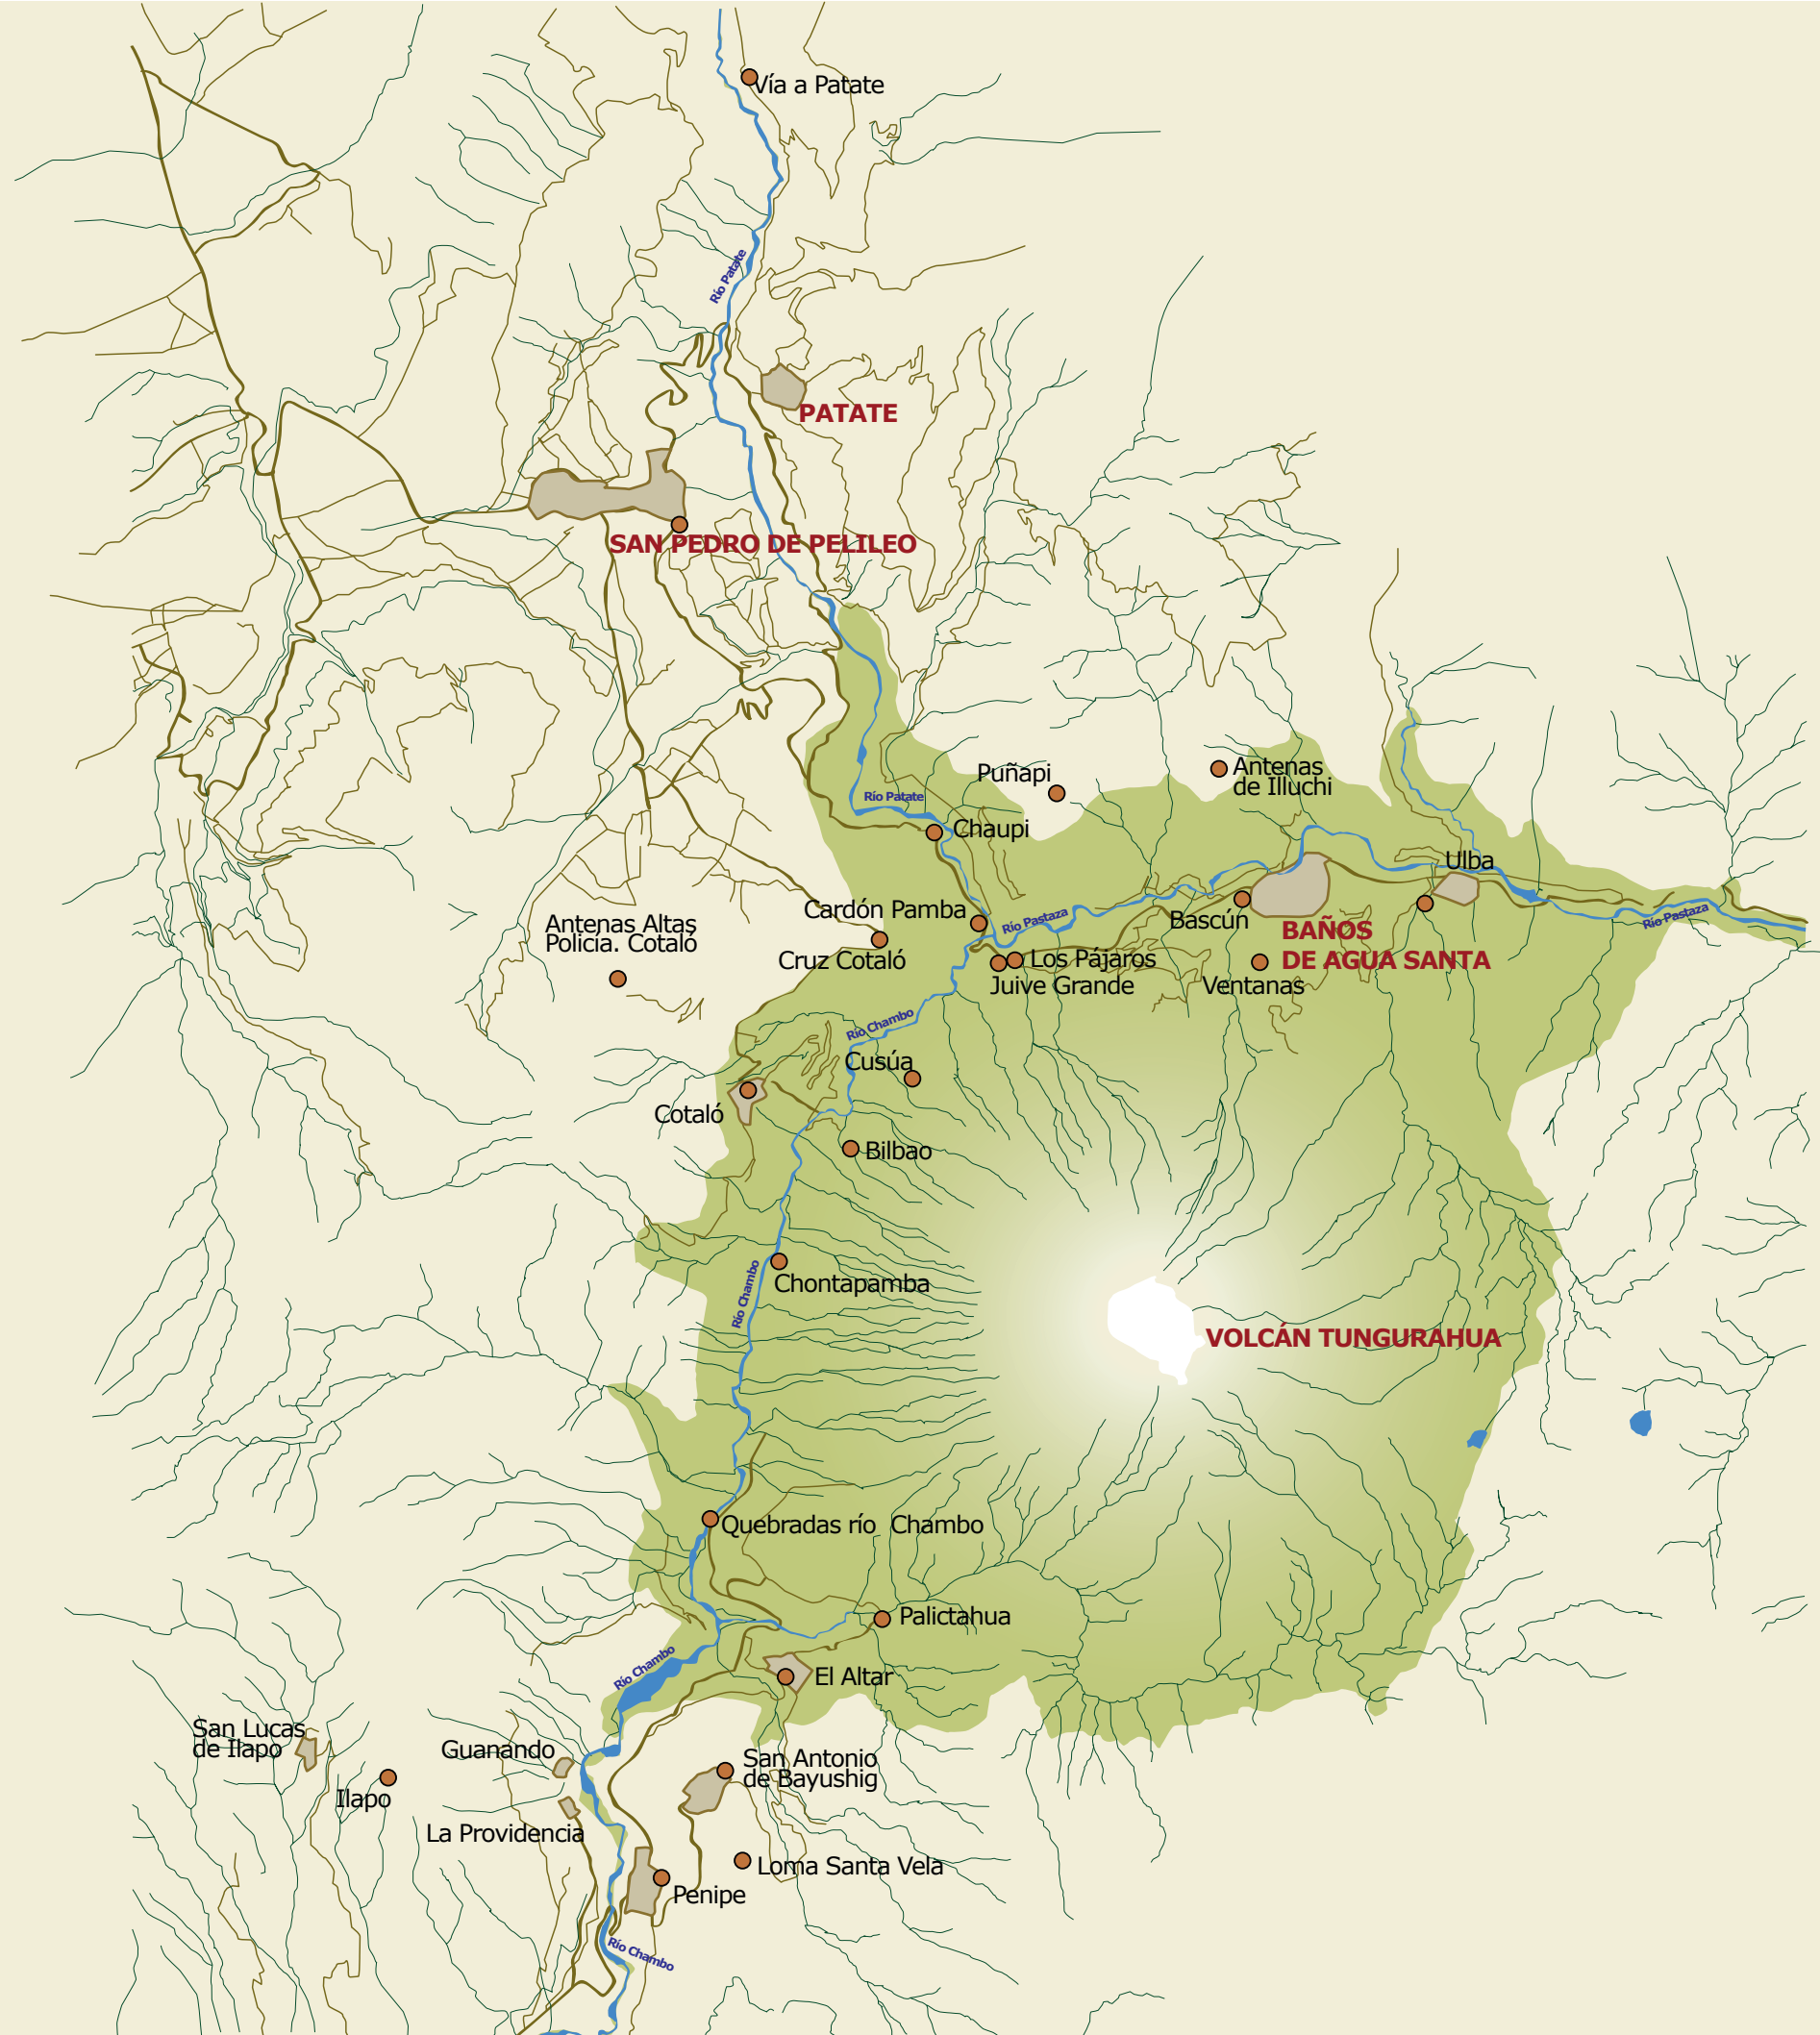 Vía a Patate
Río Patate
PATATE
SAN PEDRO DE PELILEO
Puñapi
Antenas
de Illuchi
Río Patate
Chaupi
Ulba
Cardón Pamba
Río Pastaza
Bascún
Río Pastaza
Antenas Altas
Policía. Cotaló
BAÑOS
DE AGUA SANTA
Cruz Cotaló
Los Pájaros
Juive Grande
Ventanas
Río Chambo
Cusúa
Cotaló
Bilbao
Río Chambo
Chontapamba
VOLCÁN TUNGURAHUA
Quebradas río Chambo
Palictahua
Río Chambo
El Altar
San Lucas
de Ilapo
Guanando
San Antonio
de Bayushig
Ilapo
La Providencia
Loma Santa Vela
Penipe
Río Chambo